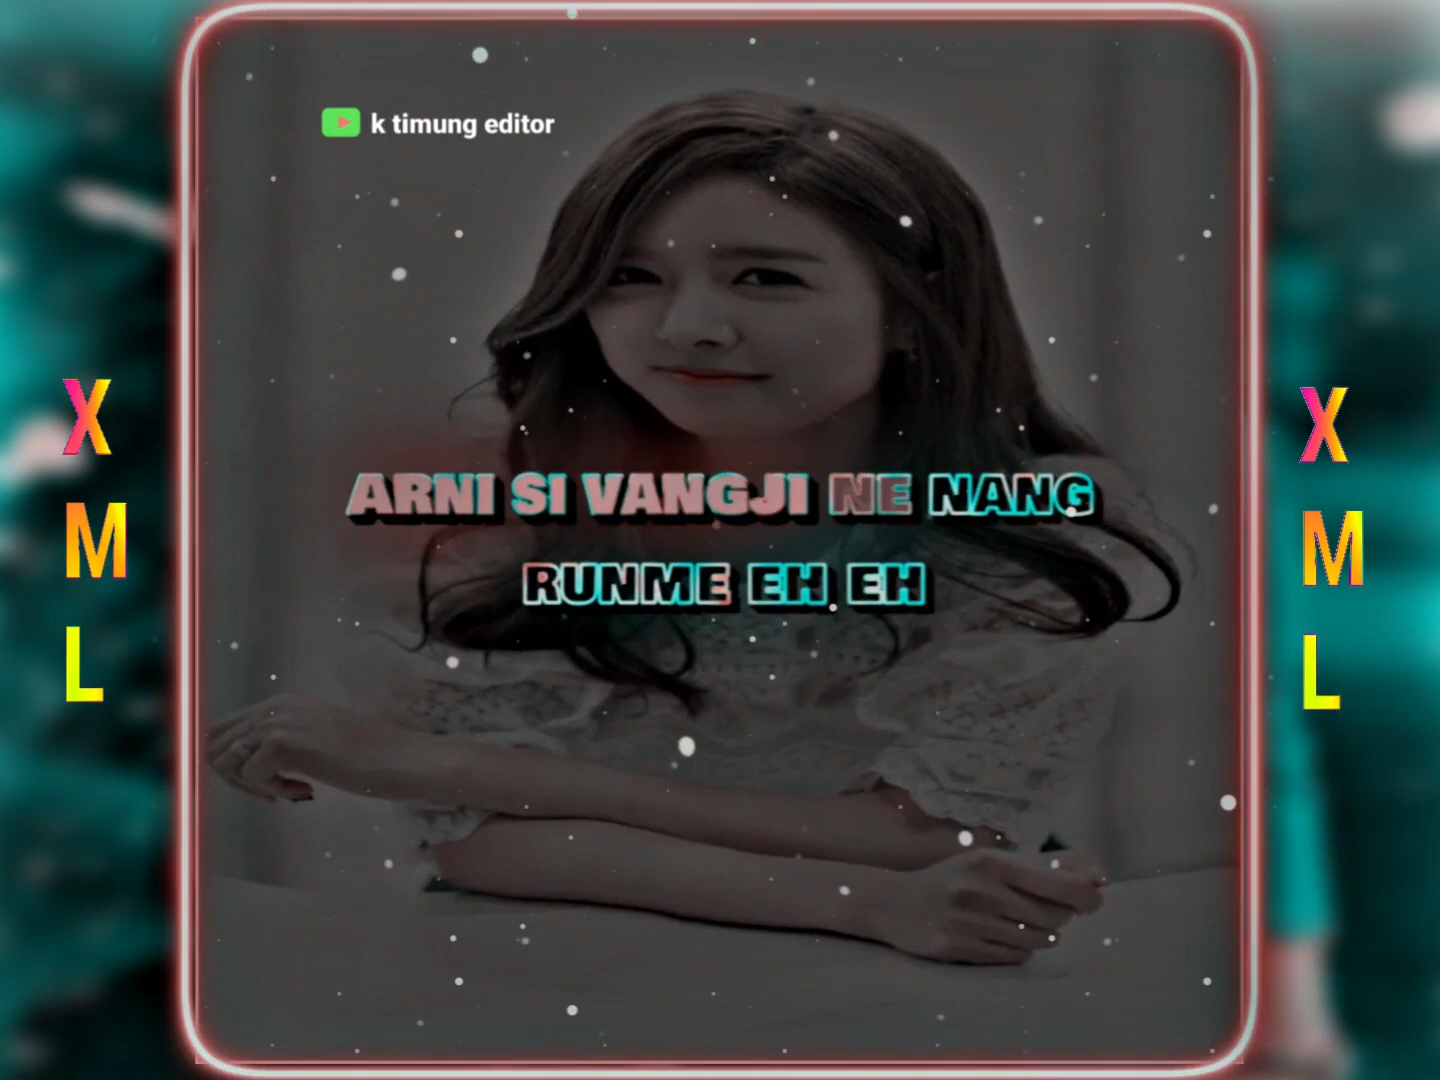 k timung editor
ARNI SI VANGJI NE NANG
RUNME EH EH
X
M
L
X
M
L